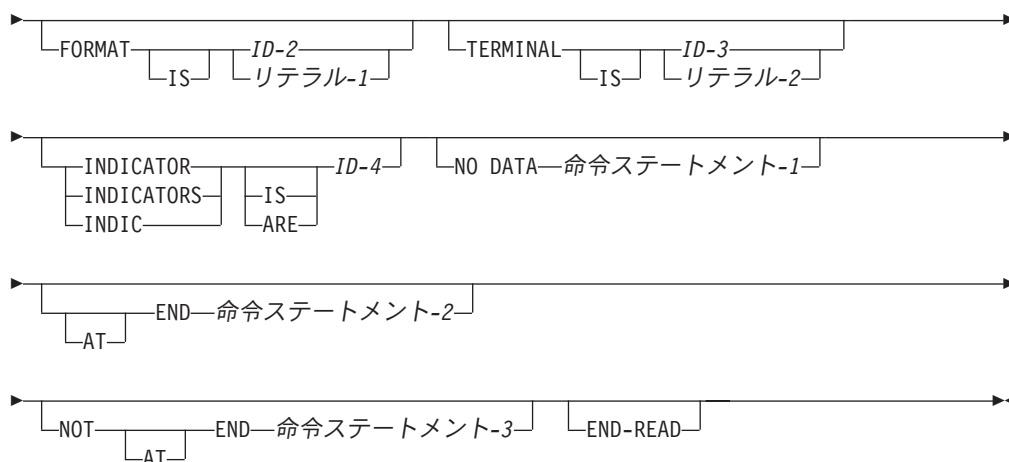 FORMAT IS ID-2 TERMINAL IS ID-3
リテラル-1 リテラル-2
INDICATOR ID-4 NO DATA 命令ステートメント-1
INDICATORS IS
INDIC ARE
END 命令ステートメント-2
AT
NOT END 命令ステートメント-3 END-READ
AT